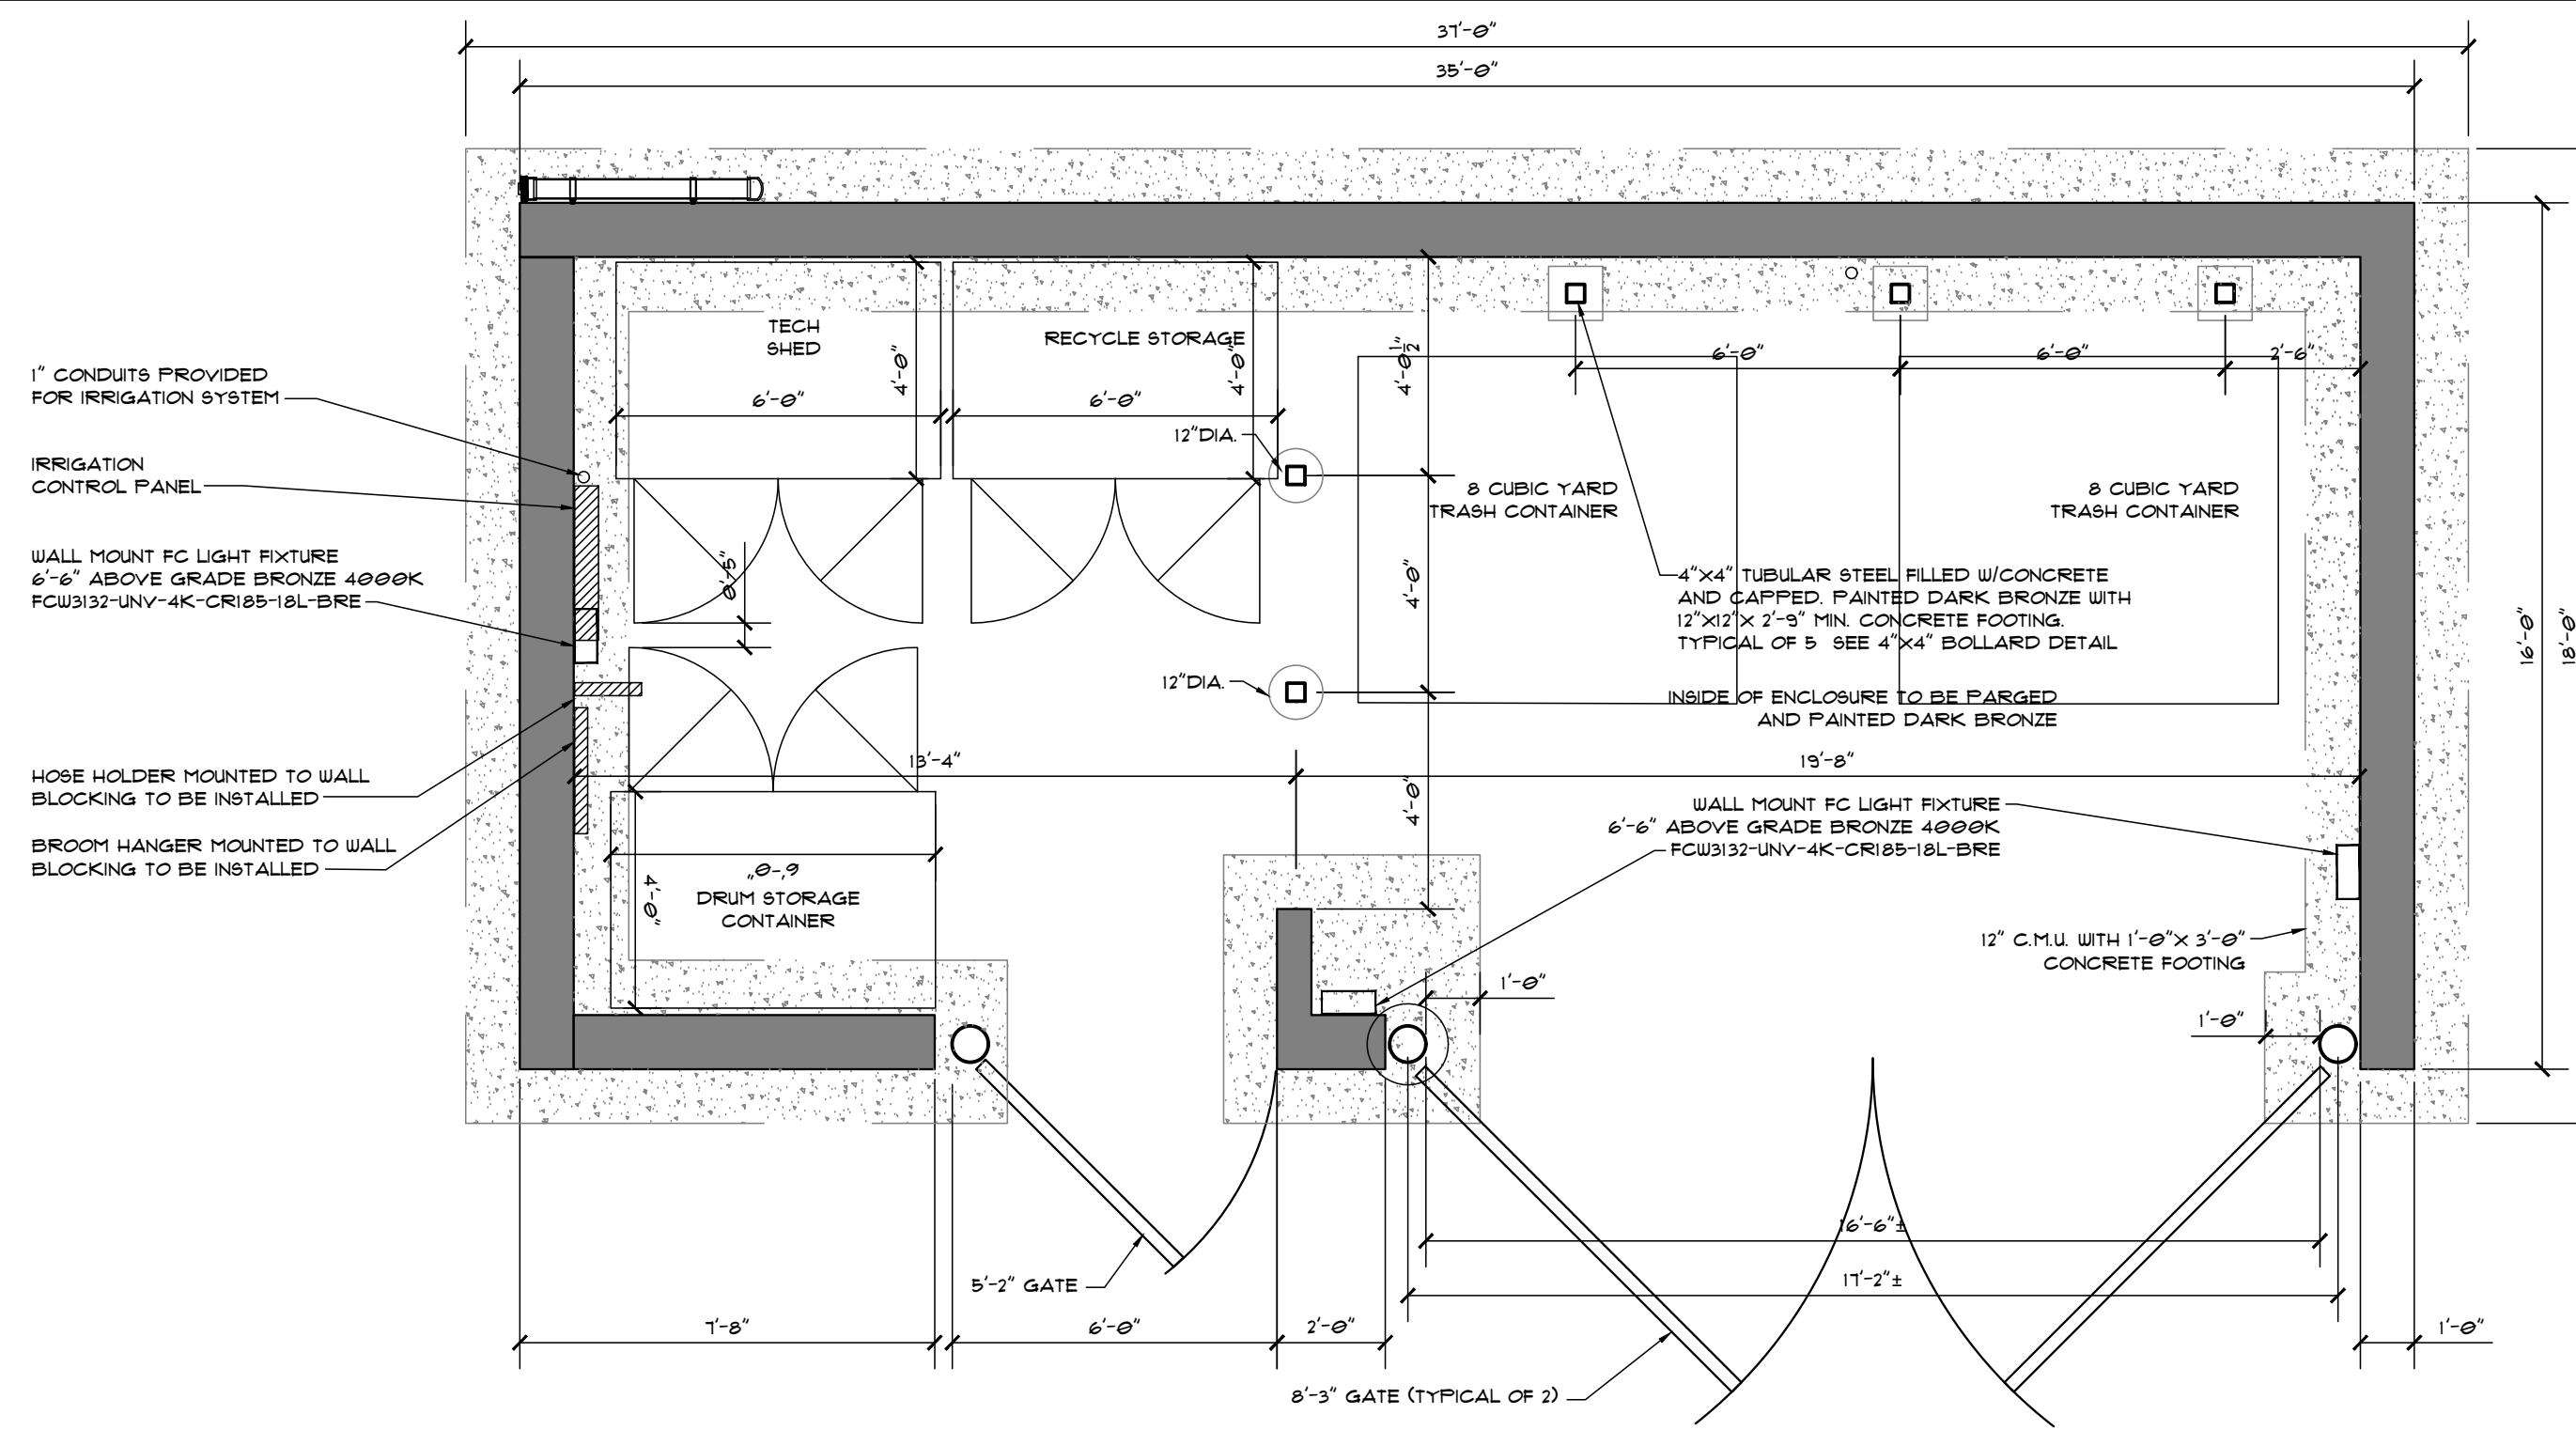 37'-0"
35'-0"
TECH
SHED
RECYCLE STORAGE
4'-0"
4'-0"
4'-0 1/2"
6'-0"
6'-0"
2'-6"
6'-0"
6'-0"
1" CONDUITS PROVIDED
FOR IRRIGATION SYSTEM
12"DIA.
IRRIGATION
CONTROL PANEL
8 CUBIC YARD
TRASH CONTAINER
8 CUBIC YARD
TRASH CONTAINER
WALL MOUNT FC LIGHT FIXTURE
6'-6" ABOVE GRADE BRONZE 4000K
FCW3132-UNV-4K-CR185-18L-BRE
0'-5"
4'-0"
4"X4" TUBULAR STEEL FILLED W/CONCRETE
AND CAPPED. PAINTED DARK BRONZE WITH
12"X12"X 2'-9" MIN. CONCRETE FOOTING.
TYPICAL OF 5 SEE 4"X4" BOLLARD DETAIL
16'-0"
18'-0"
12"DIA.
INSIDE OF ENCLOSURE TO BE PARGED
AND PAINTED DARK BRONZE
13'-4"
19'-8"
HOSE HOLDER MOUNTED TO WALL
BLOCKING TO BE INSTALLED
4'-0"
WALL MOUNT FC LIGHT FIXTURE
6'-6" ABOVE GRADE BRONZE 4000K
FCW3132-UNV-4K-CR185-18L-BRE
BROOM HANGER MOUNTED TO WALL
BLOCKING TO BE INSTALLED
6'-0"
4'-0"
DRUM STORAGE
CONTAINER
12" C.M.U. WITH 1'-0"X 3'-0"
CONCRETE FOOTING
1'-0"
1'-0"
16'-6"±
17'-2"±
5'-2" GATE
7'-8"
6'-0"
2'-0"
1'-0"
8'-3" GATE (TYPICAL OF 2)